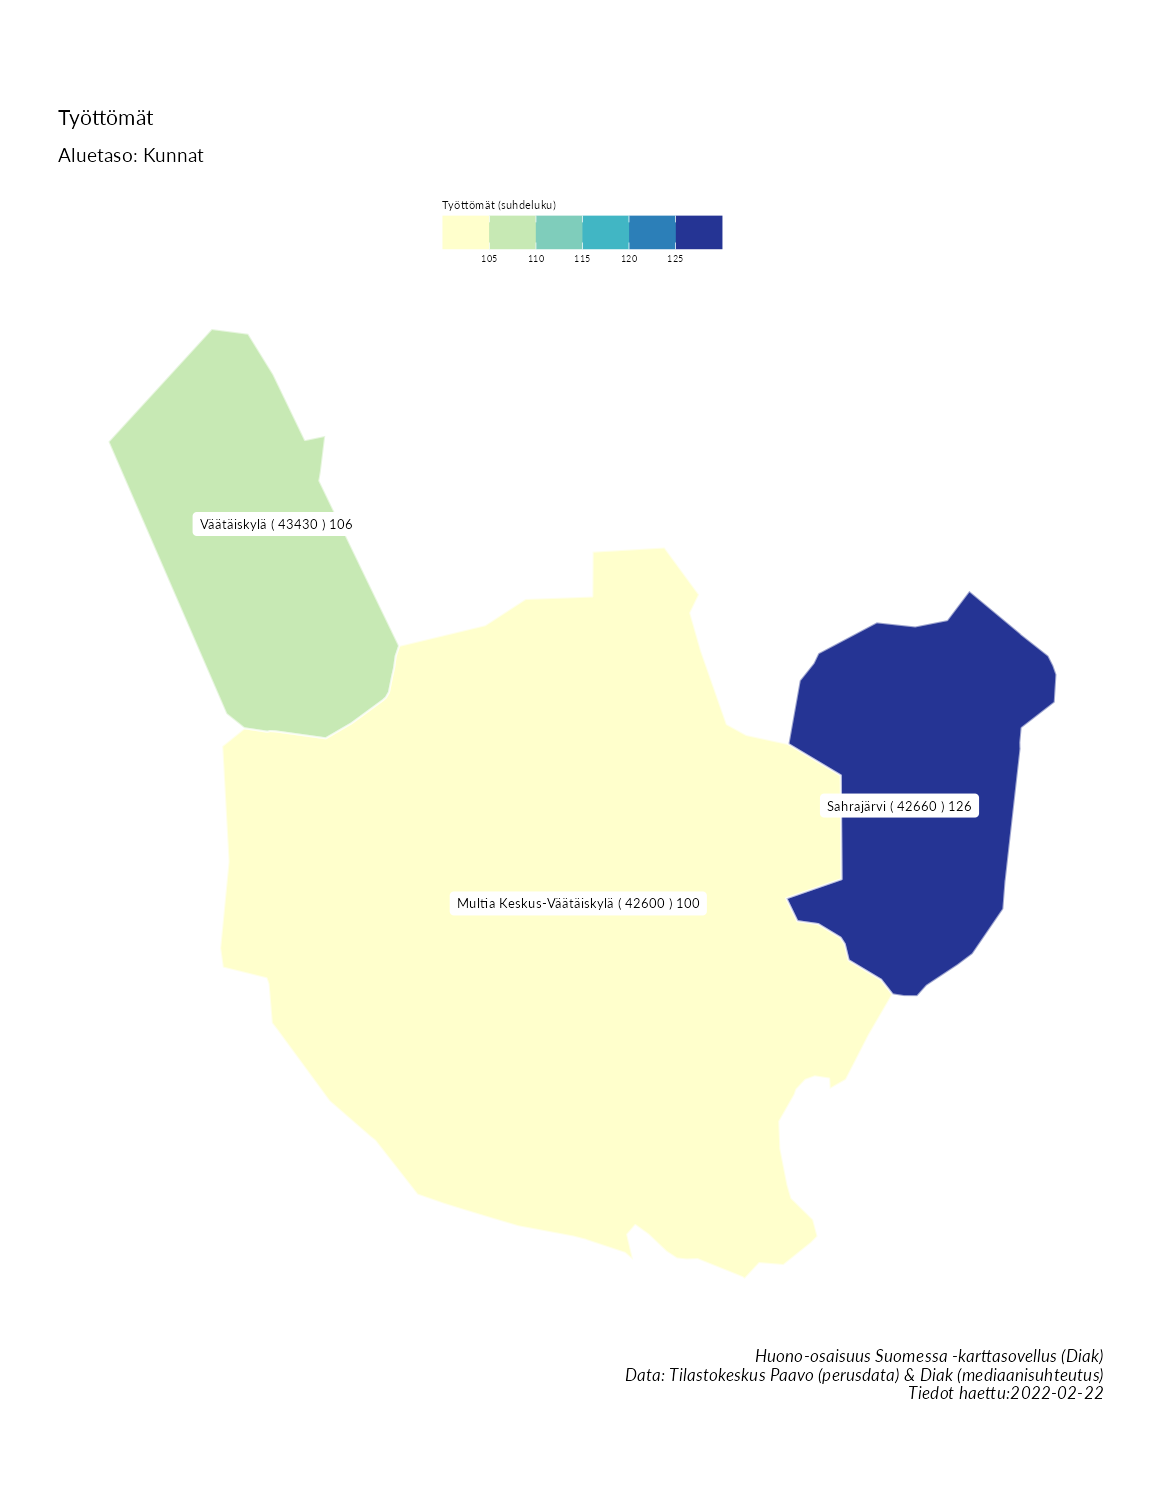 Työttömät
Aluetaso: Kunnat
Työttömät (suhdeluku)
105 110 115 120 125
Väätäiskylä ( 43430 ) 106
Sahrajärvi ( 42660 ) 126
Multia Keskus-Väätäiskylä ( 42600 ) 100
Huono-osaisuus Suomessa -karttasovellus (Diak)
Data: Tilastokeskus Paavo (perusdata) & Diak (mediaanisuhteutus)
Tiedot haettu:2022-02-22